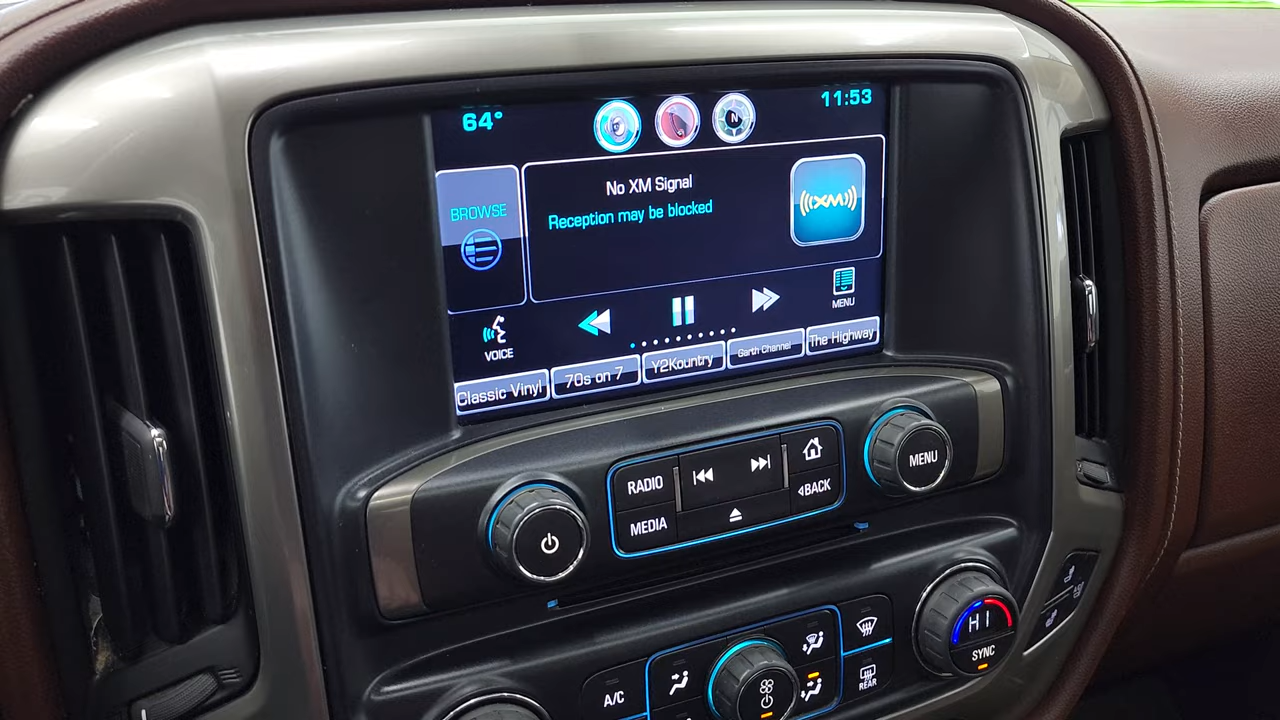 64°
11:53
N
BROWSE
No XM Signal
Reception may be blocked
((XM))
VOICE
MENU
Classic Vinyl
70s on 7
Y2Kountry
Garth Channel
The Highway
RADIO
MEDIA
BACK
MENU
A/C
REAR
HI
SYNC